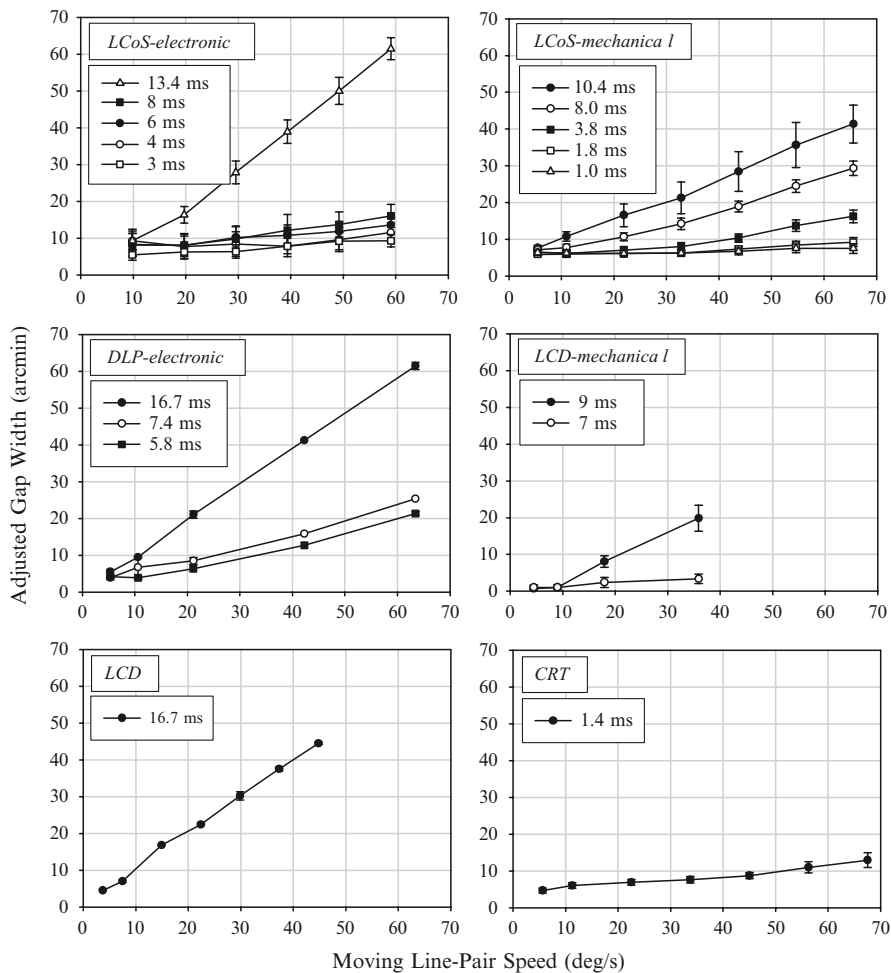 LCoS-electronic
13.4 ms
8 ms
6 ms
4 ms
3 ms
70
60
50
40
30
20
10
0
0 10 20 30 40 50 60 70
LCoS-mechanica l
10.4 ms
8.0 ms
3.8 ms
1.8 ms
1.0 ms
70
60
50
40
30
20
10
0
0 10 20 30 40 50 60 70
Adjusted Gap Width (arcmin)
DLP-electronic
16.7 ms
7.4 ms
5.8 ms
70
60
50
40
30
20
10
0
0 10 20 30 40 50 60 70
LCD-mechanica l
9 ms
7 ms
70
60
50
40
30
20
10
0
0 10 20 30 40 50 60 70
LCD
16.7 ms
70
60
50
40
30
20
10
0
0 10 20 30 40 50 60 70
CRT
1.4 ms
70
60
50
40
30
20
10
0
0 10 20 30 40 50 60 70
Moving Line-Pair Speed (deg/s)